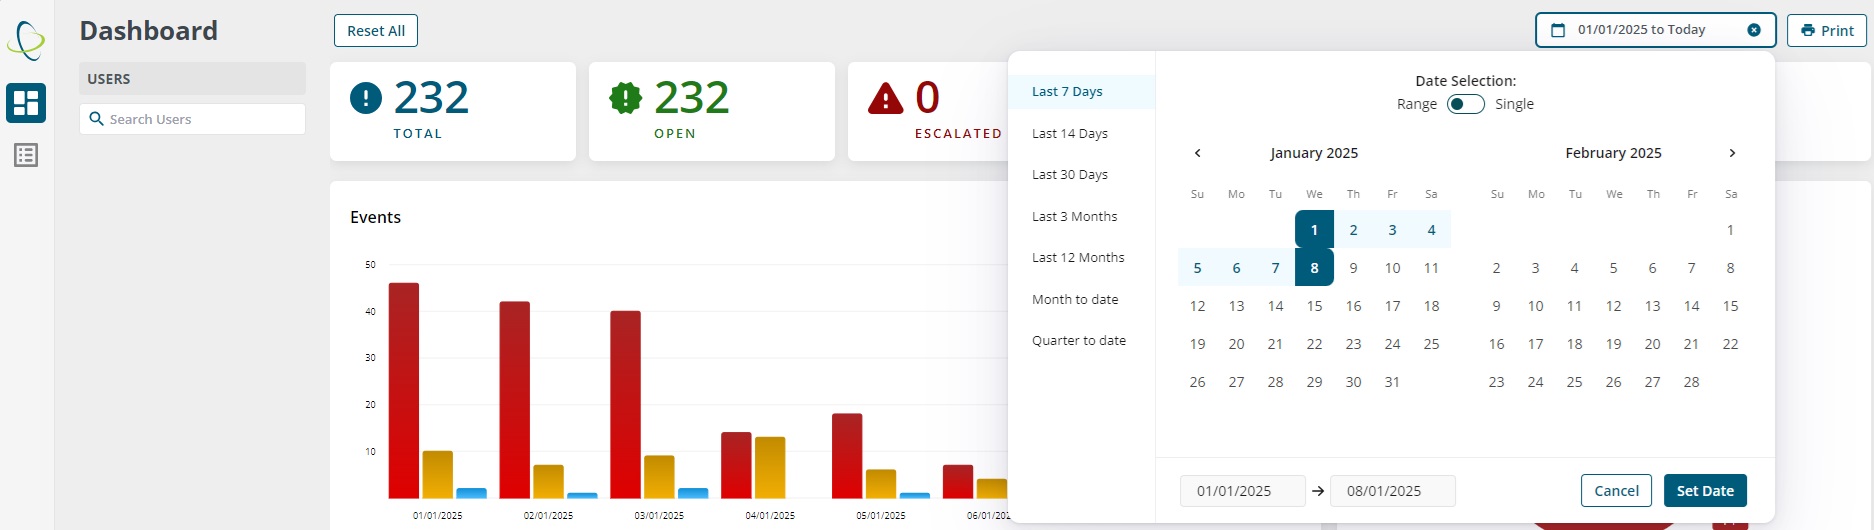 Dashboard
Reset All
01/01/2025 to Today
Print
USERS
Search Users
232
TOTAL
232
OPEN
0
ESCALATED
Events
50
40
30
20
10
01/01/2025
02/01/2025
03/01/2025
04/01/2025
05/01/2025
06/01/202
Last 7 Days
Last 14 Days
Last 30 Days
Last 3 Months
Last 12 Months
Month to date
Quarter to date
Date Selection:
Range Single
January 2025
Su Mo Tu We Th Fr Sa
1 2 3 4
5 6 7 8 9 10 11
12 13 14 15 16 17 18
19 20 21 22 23 24 25
26 27 28 29 30 31
February 2025
Su Mo Tu We Th Fr Sa
1
2 3 4 5 6 7 8
9 10 11 12 13 14 15
16 17 18 19 20 21 22
23 24 25 26 27 28
01/01/2025 → 08/01/2025
Cancel
Set Date